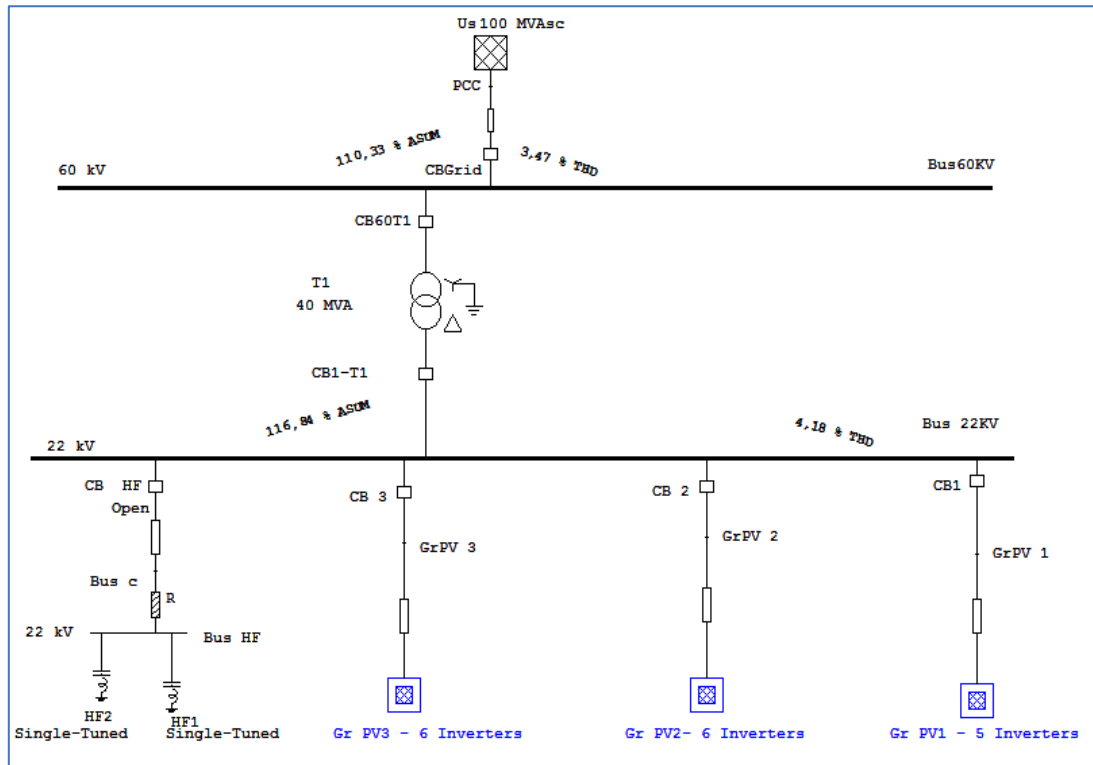 Us100 MVAsc
PCC
110,33 % ASUM
3,47 % THD
CBGrid
60 kV
Bus60KV
CB60T1
T1
40 MVA
CB1-T1
116,84 % ASUM
4,18 % THD
Bus 22KV
22 kV
CB HF
Open
CB 3
CB 2
CB1
GrPV 3
GrPV 2
GrPV 1
Bus c
R
22 kV
Bus HF
HF2
HF1
Single-Tuned
Single-Tuned
Gr PV3 - 6 Inverters
Gr PV2- 6 Inverters
Gr PV1 - 5 Inverters